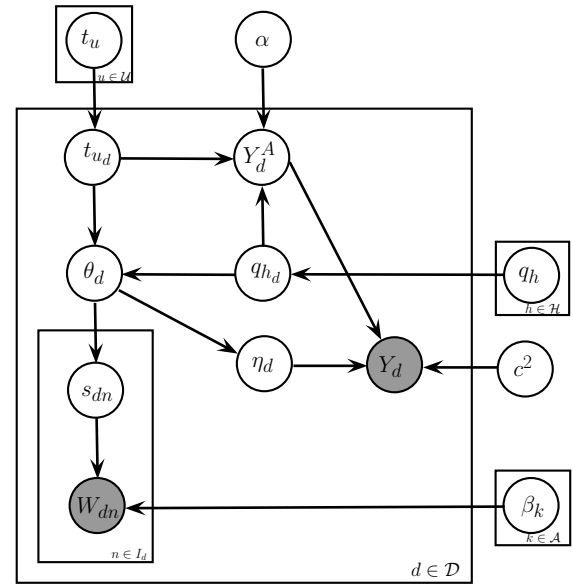 t_u
u ∈ 𝒰
α
t_{u_d}
Y_d^A
θ_d
q_{h_d}
q_h
h ∈ ℋ
η_d
Y_d
c^2
s_{dn}
W_{dn}
n ∈ I_d
β_k
k ∈ 𝒜
d ∈ 𝒟